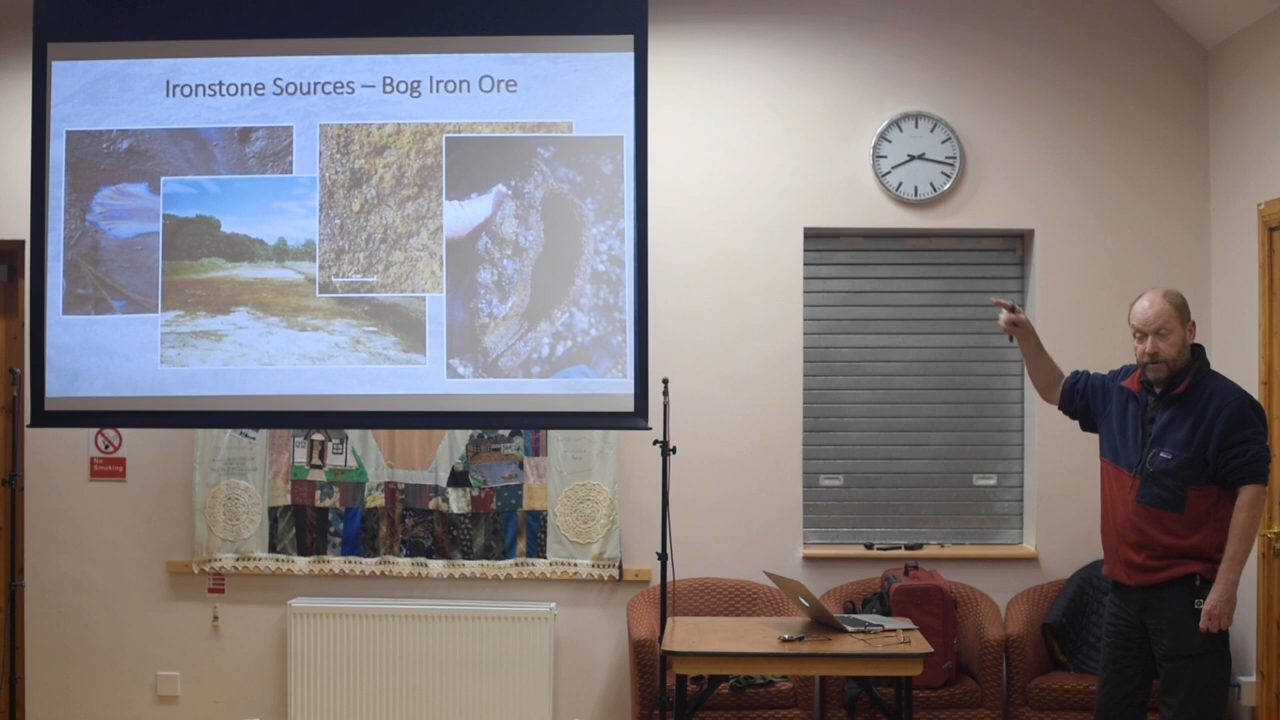 Ironstone Sources – Bog Iron Ore
No
Smoking